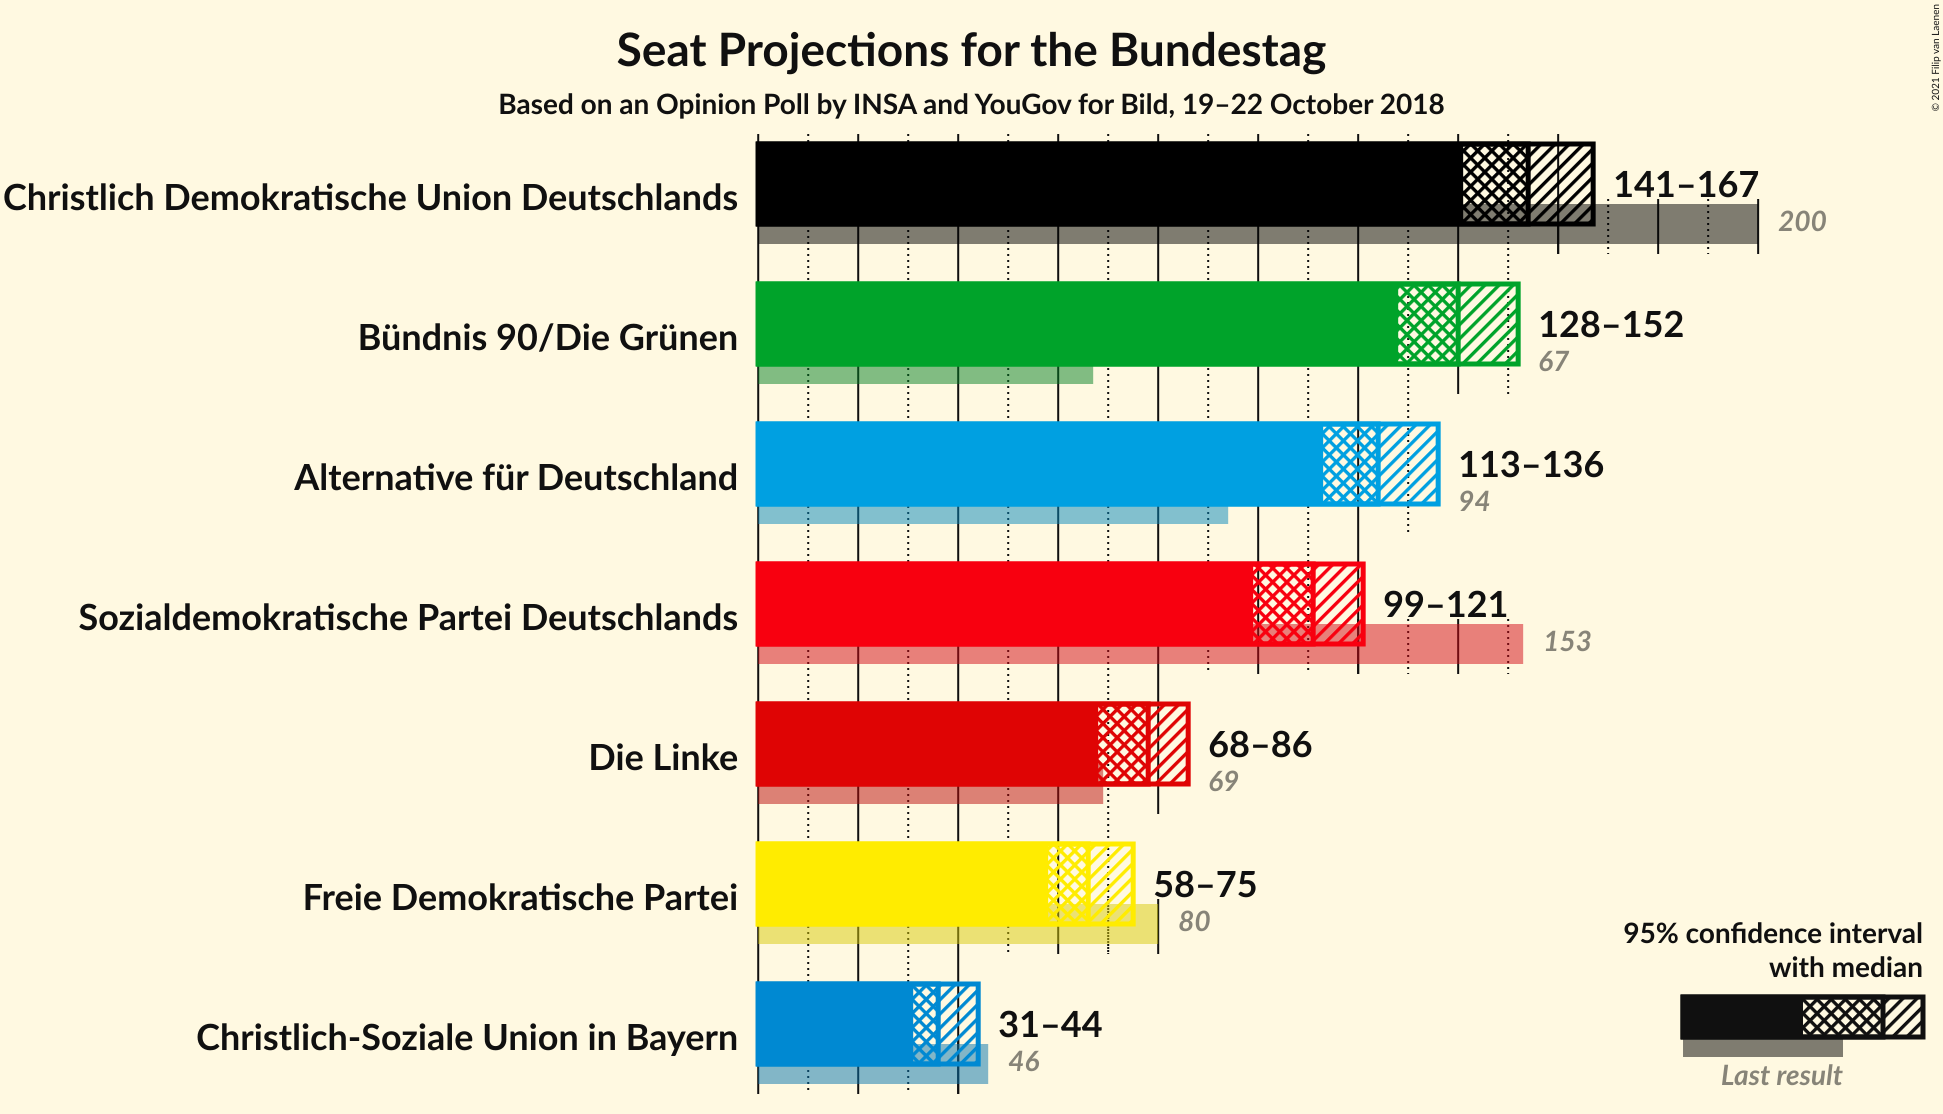 Seat Projections for the Bundestag
Based on an Opinion Poll by INSA and YouGov for Bild, 19–22 October 2018
© 2021 Filip van Laenen
Christlich Demokratische Union Deutschlands
141–167
200
Bündnis 90/Die Grünen
128–152
67
Alternative für Deutschland
113–136
94
Sozialdemokratische Partei Deutschlands
99–121
153
Die Linke
68–86
69
Freie Demokratische Partei
58–75
80
Christlich-Soziale Union in Bayern
31–44
46
95% confidence interval
with median
Last result